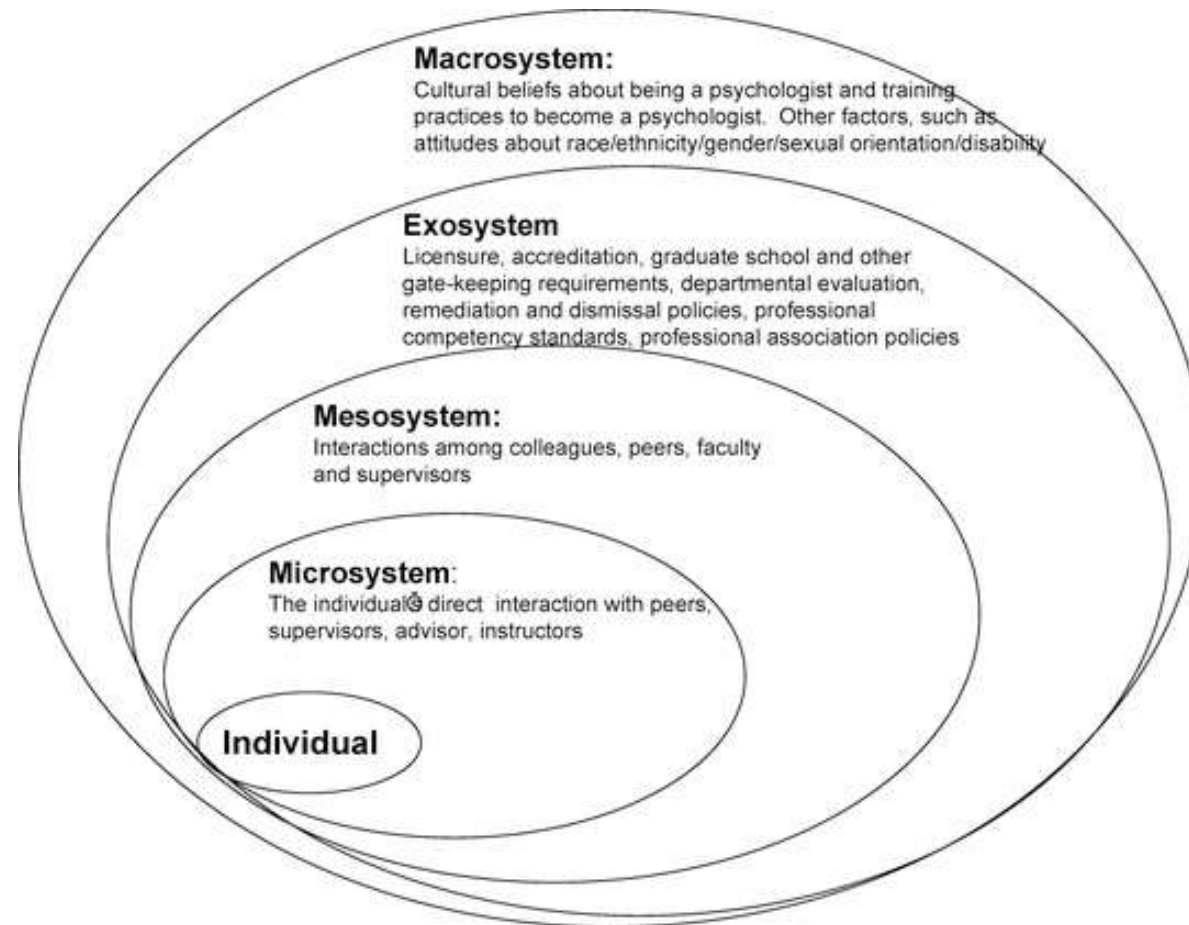 Macrosystem:
Cultural beliefs about being a psychologist and training
practices to become a psychologist. Other factors, such as
attitudes about race/ethnicity/gender/sexual orientation/disability
Exosystem
Licensure, accreditation, graduate school and other
gate-keeping requirements, departmental evaluation,
remediation and dismissal policies, professional
competency standards, professional association policies
Mesosystem:
Interactions among colleagues, peers, faculty
and supervisors
Microsystem:
The direct interaction with peers,
supervisors, advisor, instructors
Individual